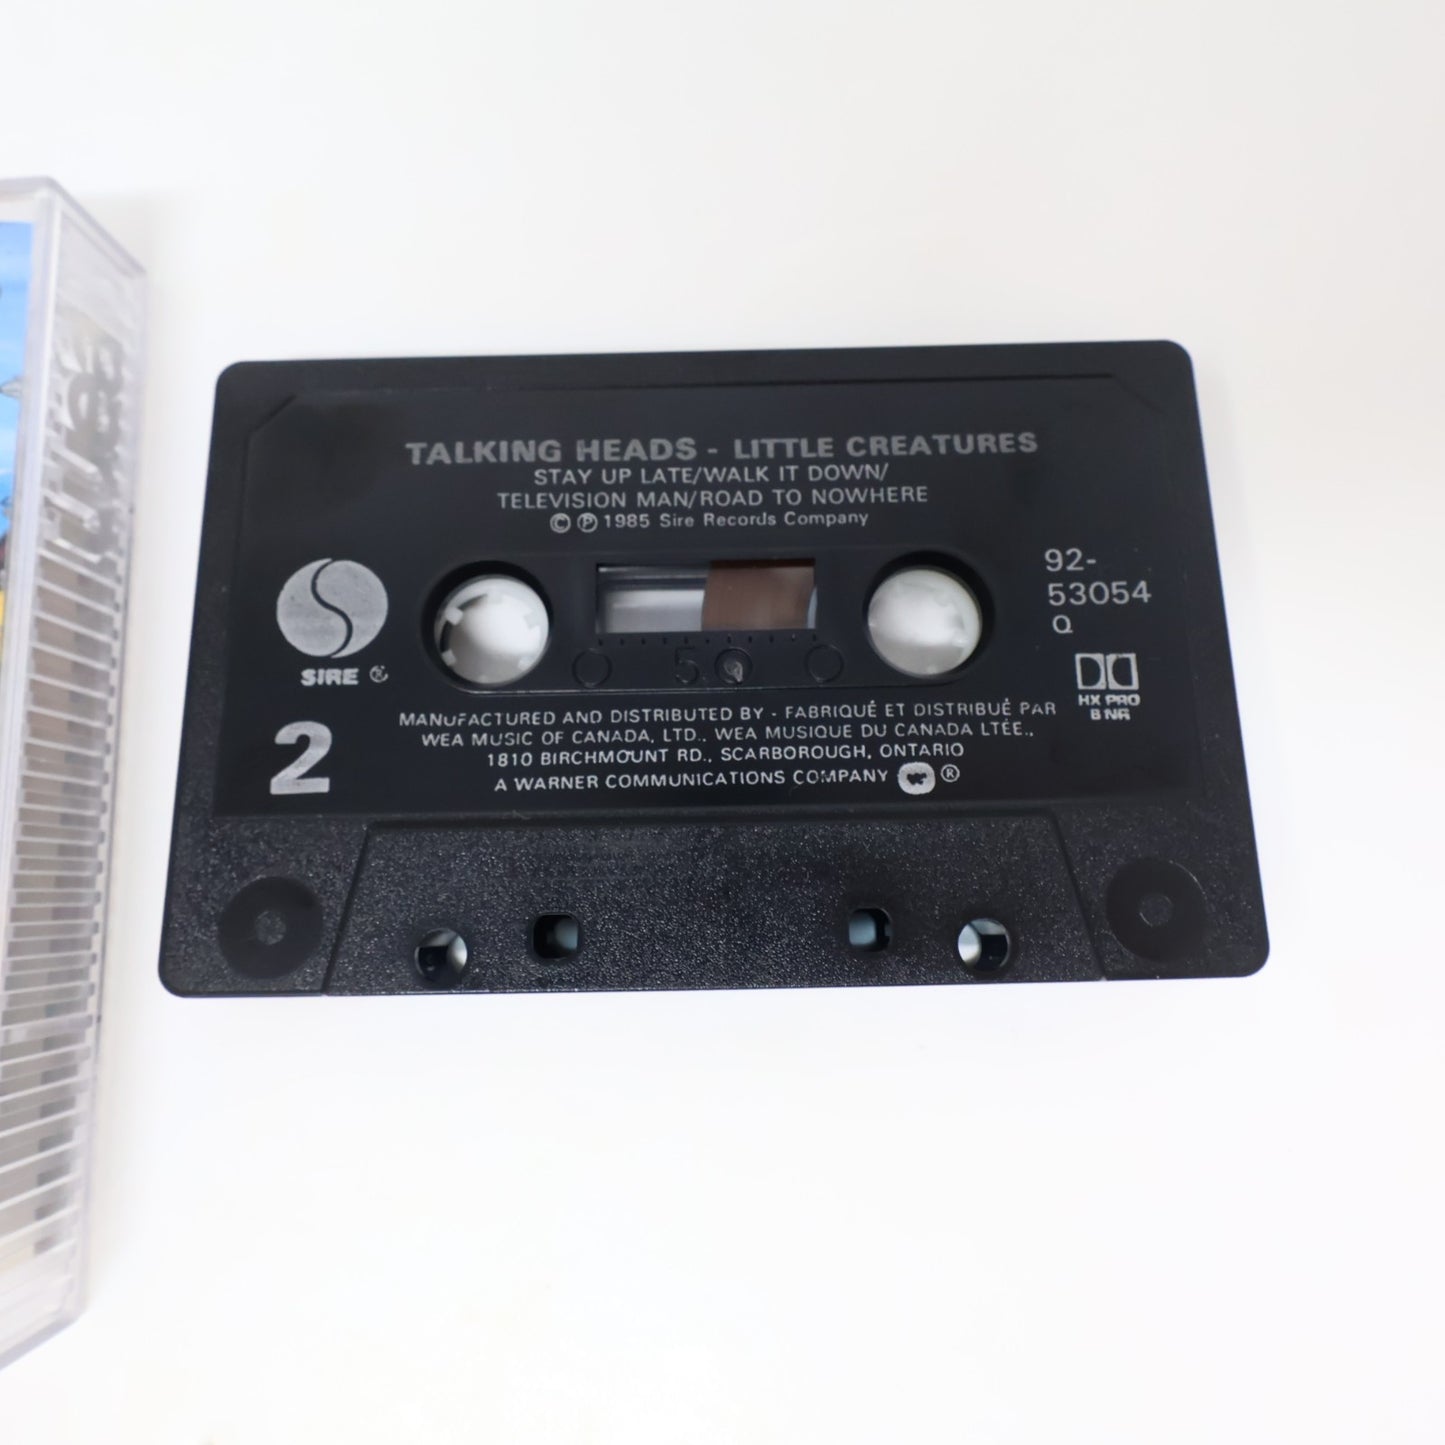 TALKING HEADS - LITTLE CREATURES
STAY UP LATE/WALK IT DOWN/
TELEVISION MAN/ROAD TO NOWHERE
© ℗ 1985 Sire Records Company
92-
53054
Q
SIRE ®
5
HX PRO
B NR
2
MANUFACTURED AND DISTRIBUTED BY - FABRIQUÉ ET DISTRIBUÉ PAR
WEA MUSIC OF CANADA, LTD., WEA MUSIQUE DU CANADA LTÉE.,
1810 BIRCHMOUNT RD., SCARBOROUGH, ONTARIO
A WARNER COMMUNICATIONS COMPANY ®